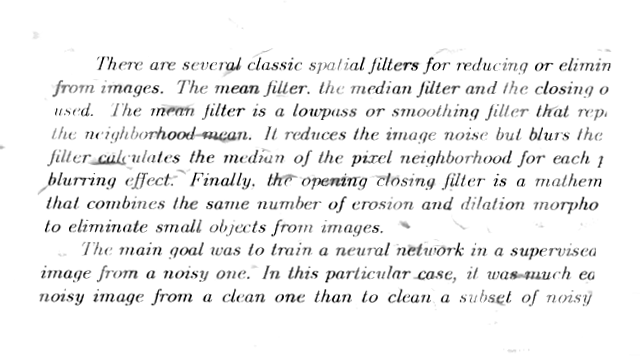 There are several classic spatial filters for reducing or elimin
from images. The mean filter, the median filter and the closing o
used. The mean filter is a lowpass or smoothing filter that rep
the neighborhood mean. It reduces the image noise but blurs the
filter calculates the median of the pixel neighborhood for each p
blurring effect. Finally, the opening closing filter is a mathem
that combines the same number of erosion and dilation morpho
to eliminate small objects from images.
The main goal was to train a neural network in a supervised
image from a noisy one. In this particular case, it was much ea
noisy image from a clean one than to clean a subset of noisy